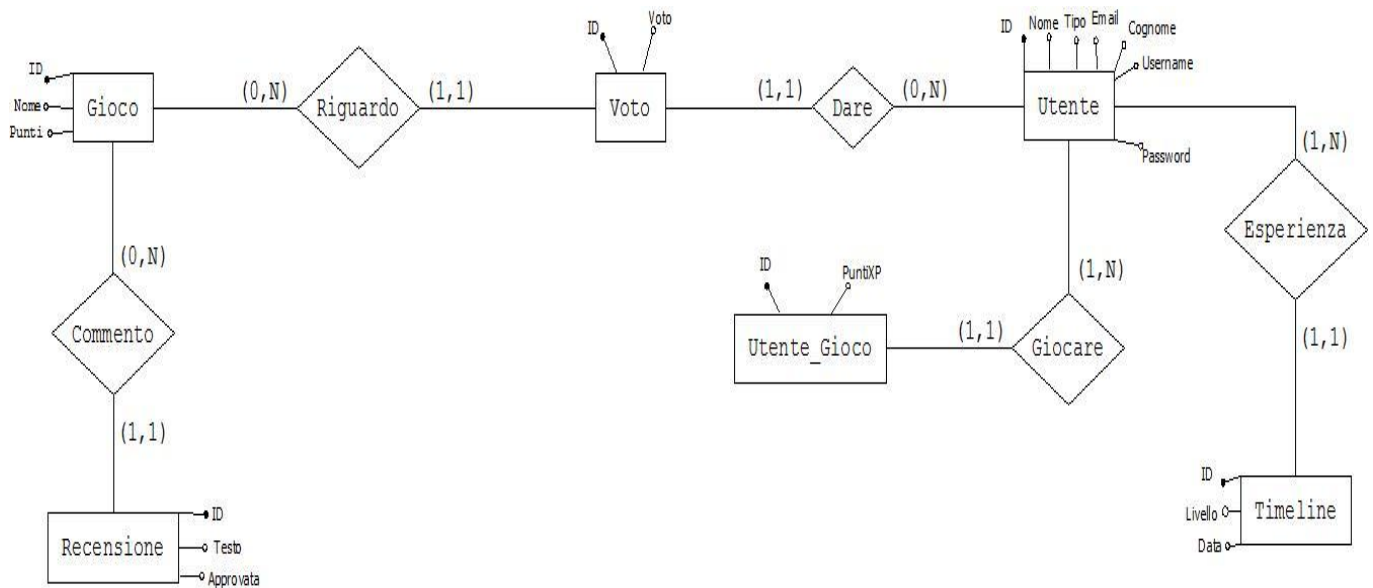 ID
Nome
Punti
Gioco
(0,N)
Riguardo
(1,1)
ID
Voto
Voto
(1,1)
Dare
(0,N)
ID
Nome
Tipo
Email
Cognome
Username
Utente
Password
(1,N)
Esperienza
(1,1)
(0,N)
Commento
(1,1)
ID
PuntiXP
Utente_Gioco
(1,1)
Giocare
(1,N)
Recensione
ID
Testo
Approvata
ID
Livello
Data
Timeline